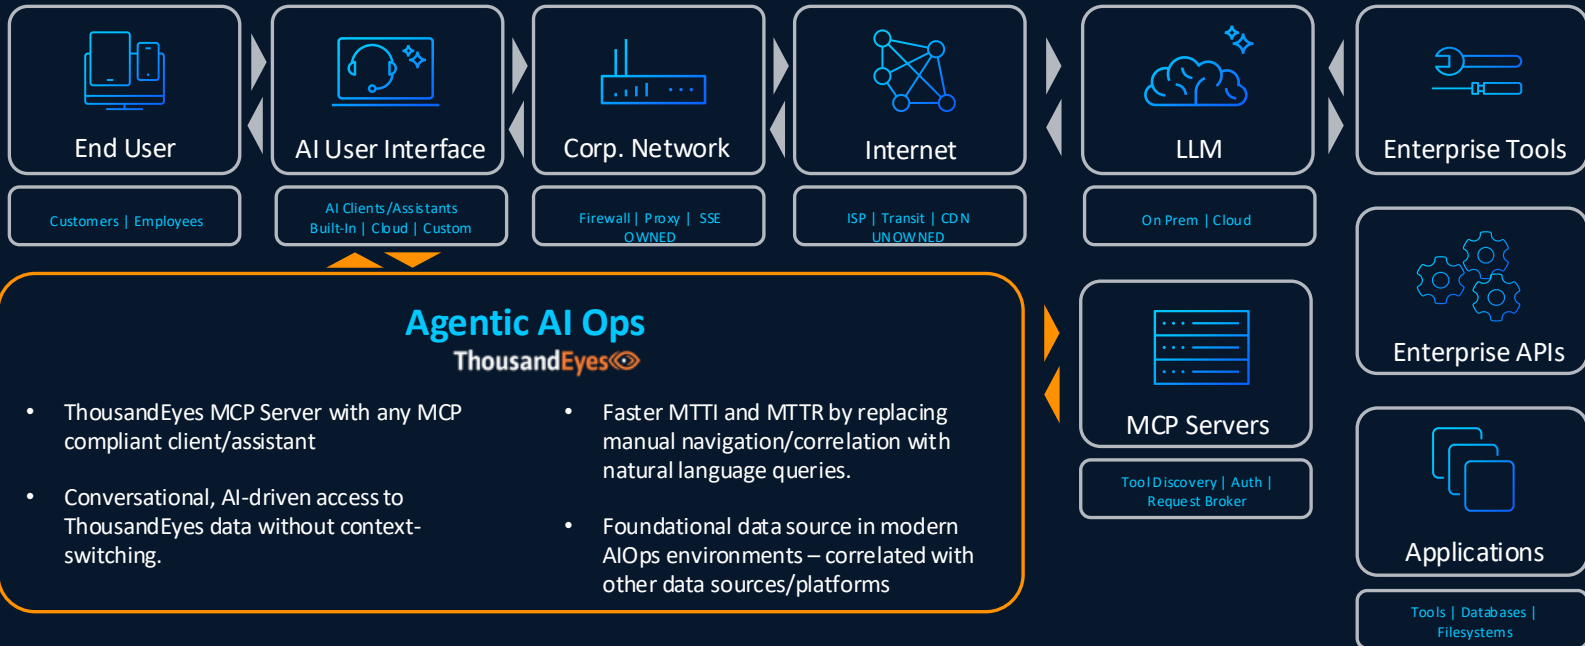 End User
AI User Interface
Corp. Network
Internet
LLM
Enterprise Tools
Customers | Employees
AI Clients/Assistants
Built-In | Cloud | Custom
Firewall | Proxy | SSE
OWNED
ISP | Transit | CDN
UNOWNED
On Prem | Cloud
Agentic AI Ops
ThousandEyes
• ThousandEyes MCP Server with any MCP
compliant client/assistant
• Conversational, AI-driven access to
ThousandEyes data without context-
switching.
• Faster MTTI and MTTR by replacing
manual navigation/correlation with
natural language queries.
• Foundational data source in modern
AIOps environments – correlated with
other data sources/platforms
MCP Servers
Tool Discovery | Auth |
Request Broker
Enterprise APIs
Applications
Tools | Databases |
Filesystems